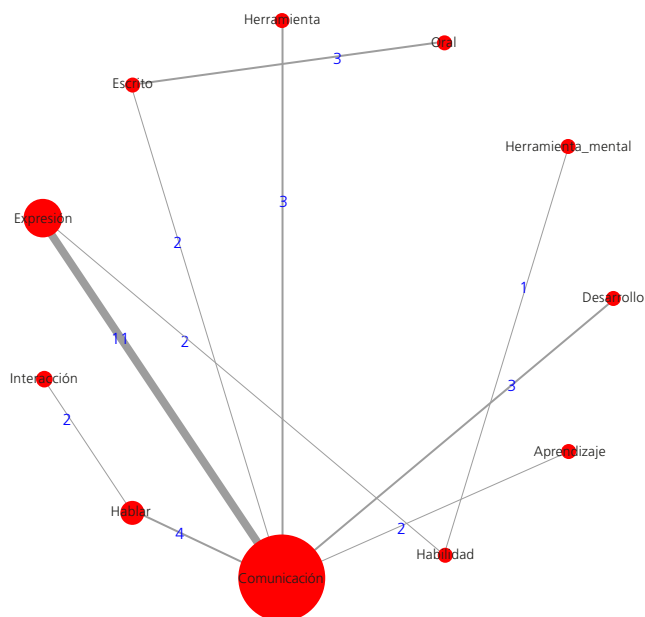 Herramienta
Oral
3
Escrito
Herramienta_mental
3
Expresión
2
1
Desarrollo
11
2
Interacción
3
2
Aprendizaje
Hablar
4
2
Habilidad
Comunicación